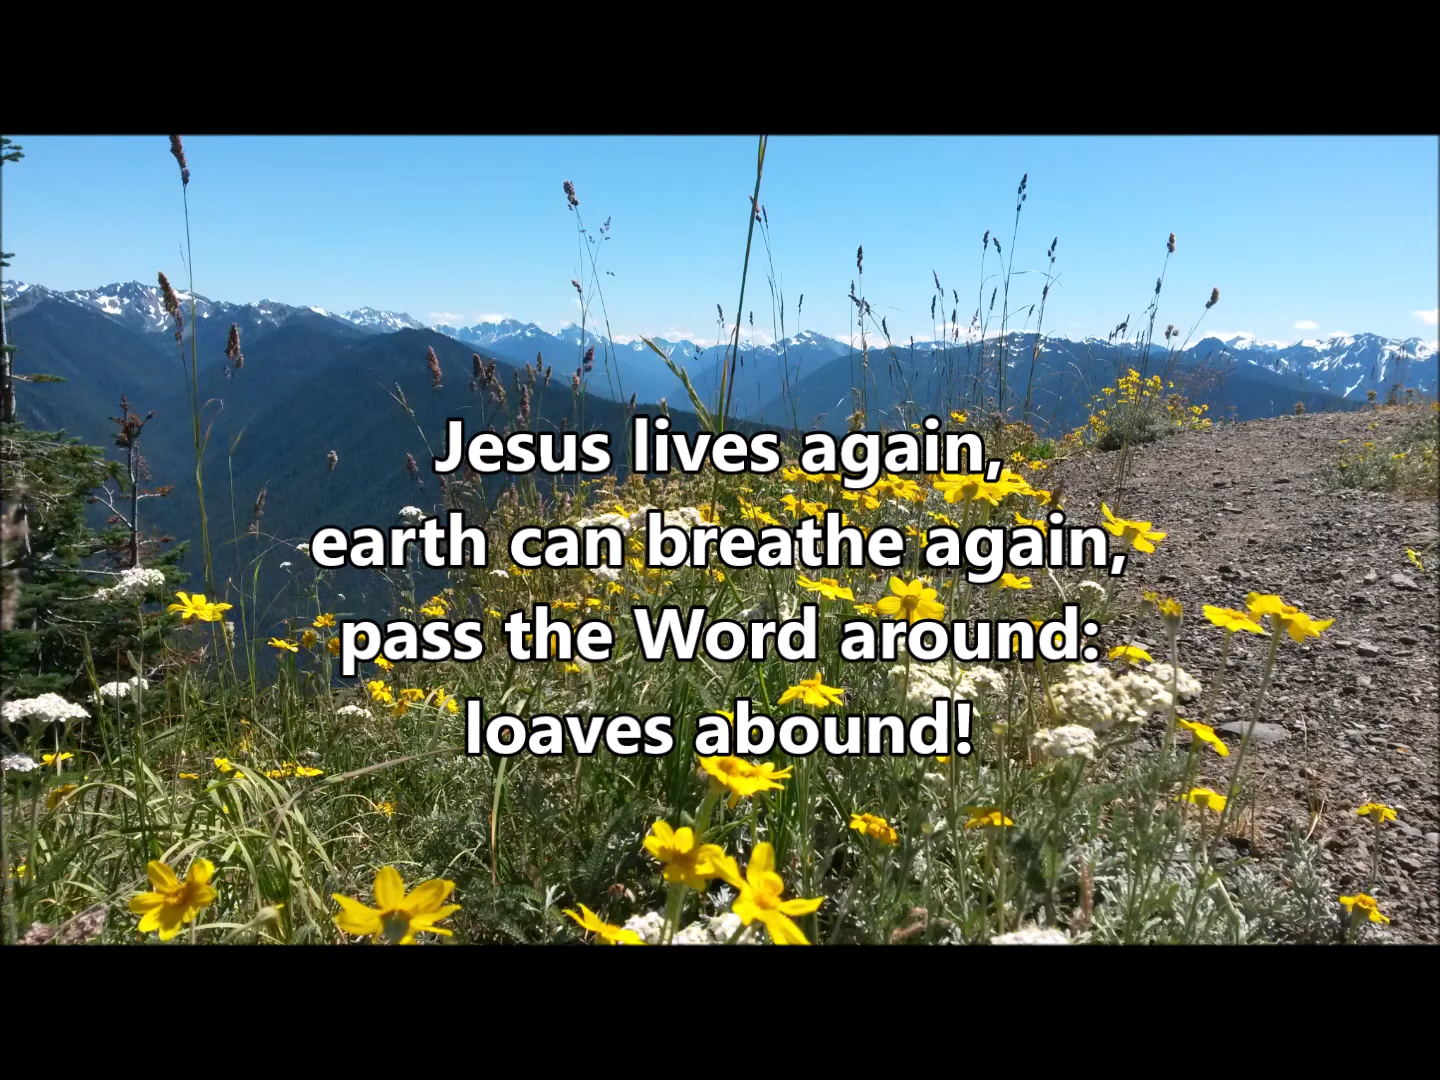 Jesus lives again,
earth can breathe again,
pass the Word around:
loaves abound!